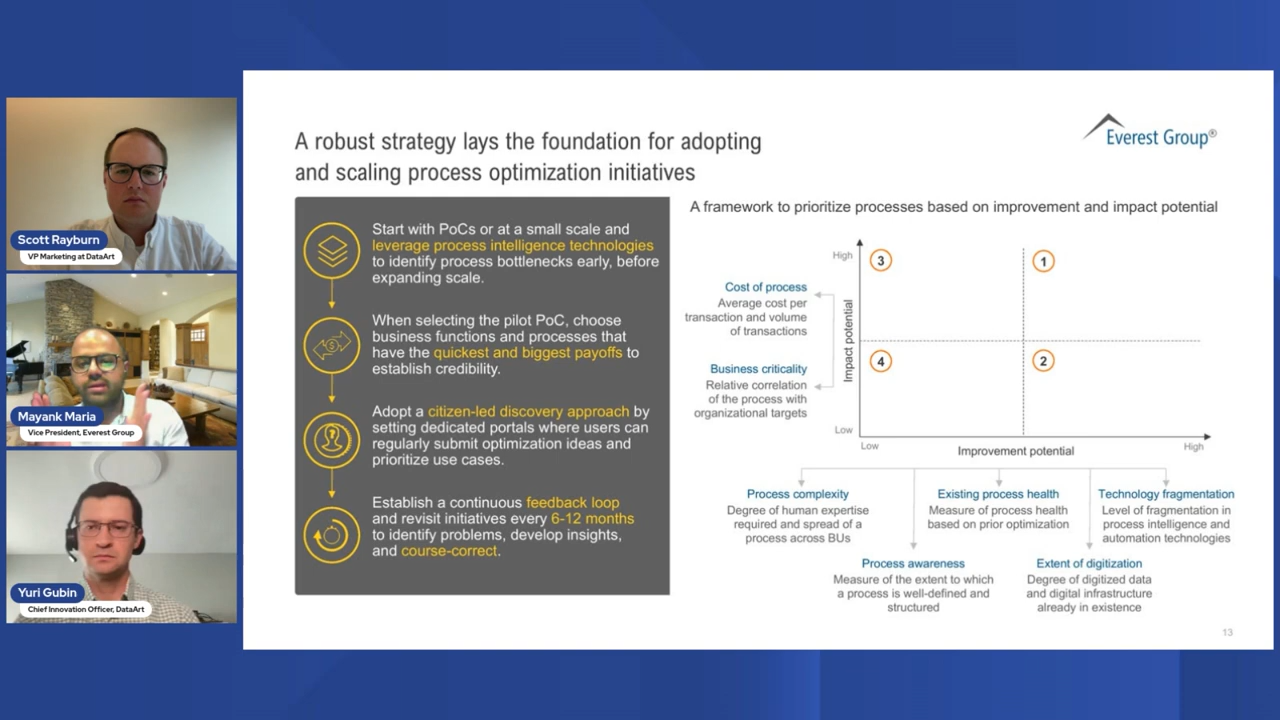 Scott Rayburn
VP Marketing at DataArt
Mayank Maria
Vice President, Everest Group
Yuri Gubin
Chief Innovation Officer, DataArt
A robust strategy lays the foundation for adopting
and scaling process optimization initiatives
Everest Group®
Start with PoCs or at a small scale and
leverage process intelligence technologies
to identify process bottlenecks early, before
expanding scale.
When selecting the pilot PoC, choose
business functions and processes that
have the quickest and biggest payoffs to
establish credibility.
Adopt a citizen-led discovery approach by
setting dedicated portals where users can
regularly submit optimization ideas and
prioritize use cases.
Establish a continuous feedback loop
and revisit initiatives every 6-12 months
to identify problems, develop insights,
and course-correct.
A framework to prioritize processes based on improvement and impact potential
High
3
1
Cost of process
Average cost per
transaction and volume
of transactions
Impact potential
Business criticality
Relative correlation
of the process with
organizational targets
4
2
Low
Low
Improvement potential
High
Process complexity
Degree of human expertise
required and spread of a
process across BUs
Existing process health
Measure of process health
based on prior optimization
Technology fragmentation
Level of fragmentation in
process intelligence and
automation technologies
Process awareness
Measure of the extent to which
a process is well-defined and
structured
Extent of digitization
Degree of digitized data
and digital infrastructure
already in existence
13